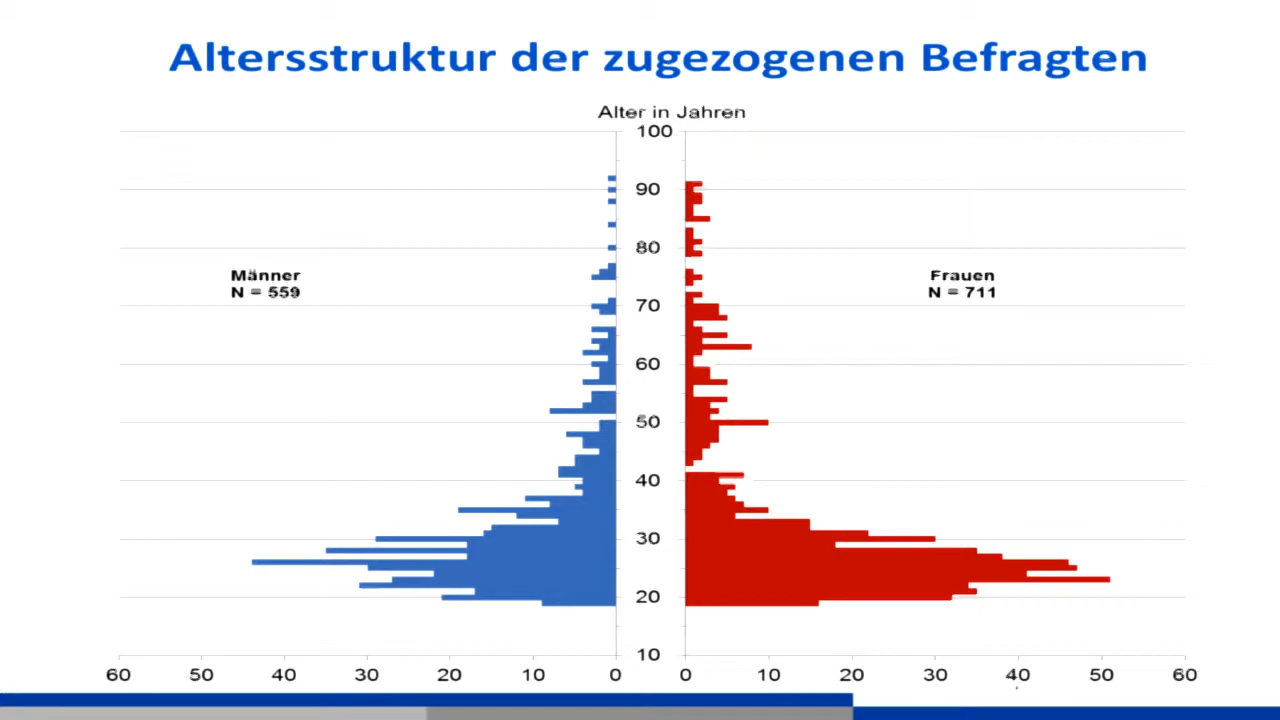 Altersstruktur der zugezogenen Befragten
Alter in Jahren
100
90
80
Männer
N = 559
Frauen
N = 711
70
60
50
40
30
20
10
60 50 40 30 20 10 0 0 10 20 30 40 50 60